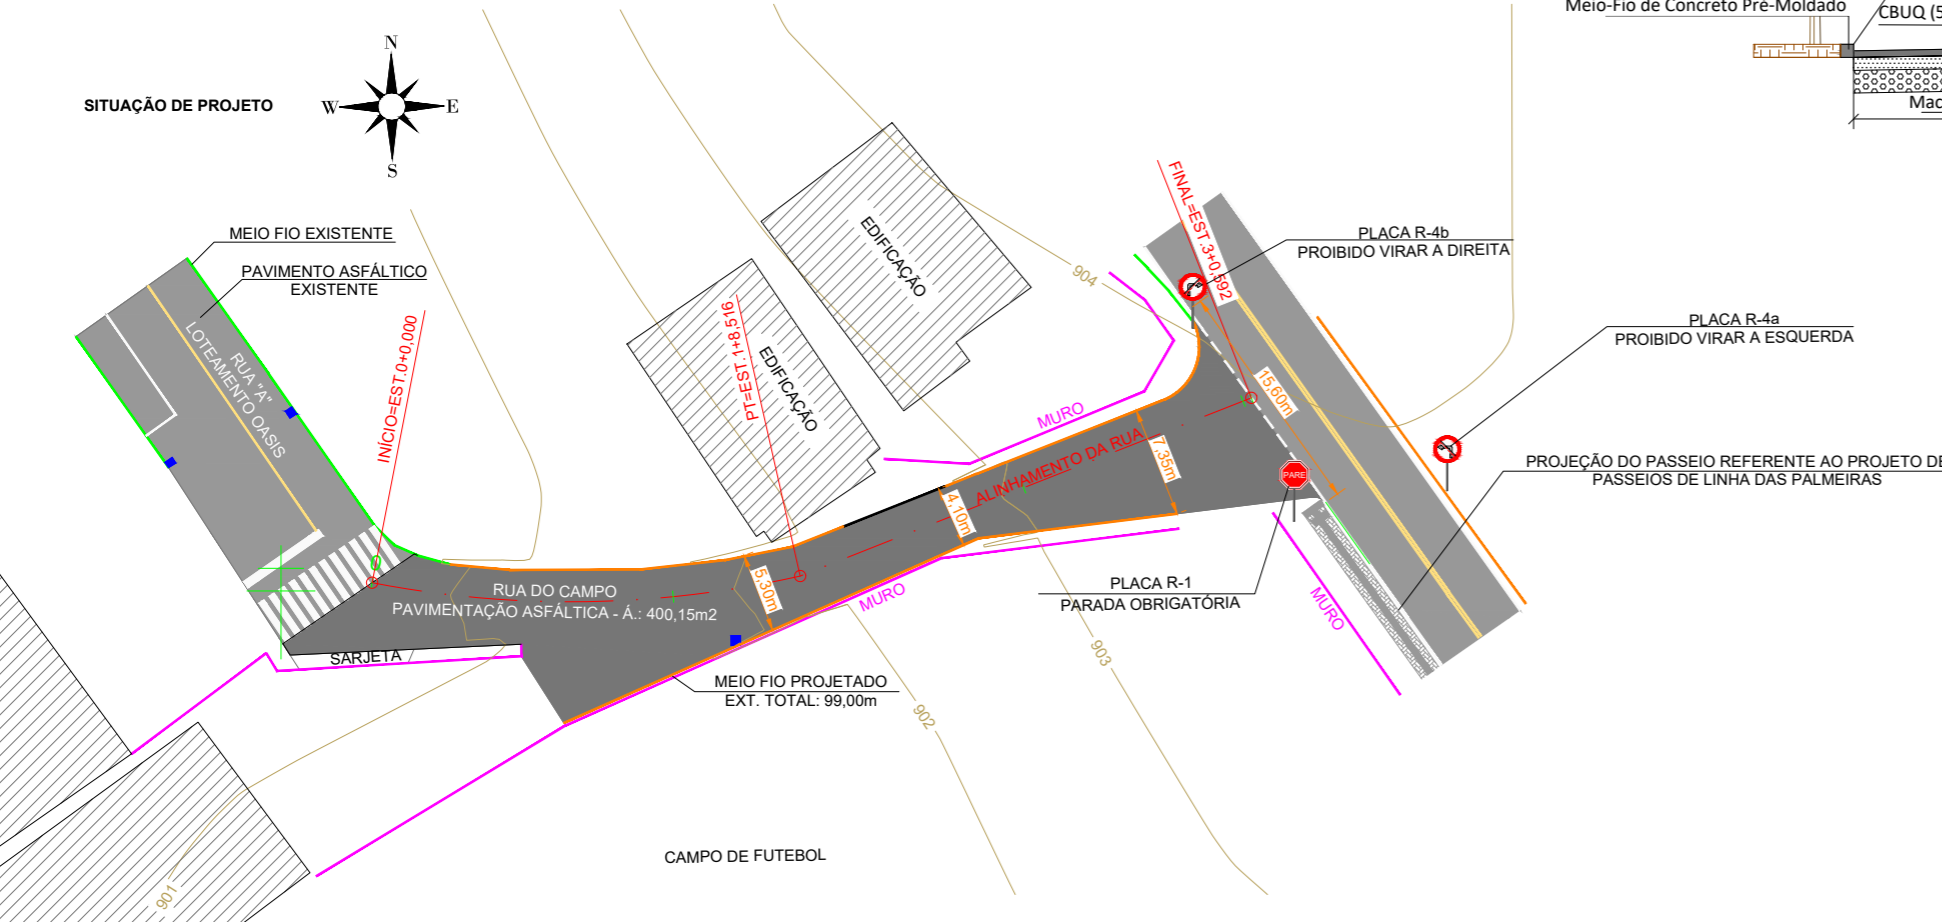 Meio-Fio de Concreto Pré-Moldado
CBUQ (5
Mac
N
W
E
S
SITUAÇÃO DE PROJETO
MEIO FIO EXISTENTE
PAVIMENTO ASFÁLTICO
EXISTENTE
RUA "A"
LOTEAMENTO OASIS
INÍCIO=EST.0+0,000
EDIFICAÇÃO
PT=EST.1+8,516
EDIFICAÇÃO
904
FINAL=EST.3+0,592
PLACA R-4b
PROIBIDO VIRAR A DIREITA
PLACA R-4a
PROIBIDO VIRAR A ESQUERDA
15,60m
MURO
ALINHAMENTO DA RUA
7,35m
4,10m
PARE
PROJEÇÃO DO PASSEIO REFERENTE AO PROJETO DE
PASSEIOS DE LINHA DAS PALMEIRAS
RUA DO CAMPO
PAVIMENTAÇÃO ASFÁLTICA - Á.: 400,15m2
5,30m
MURO
PLACA R-1
PARADA OBRIGATÓRIA
MURO
SARJETA
MEIO FIO PROJETADO
EXT. TOTAL: 99,00m
903
902
CAMPO DE FUTEBOL
901